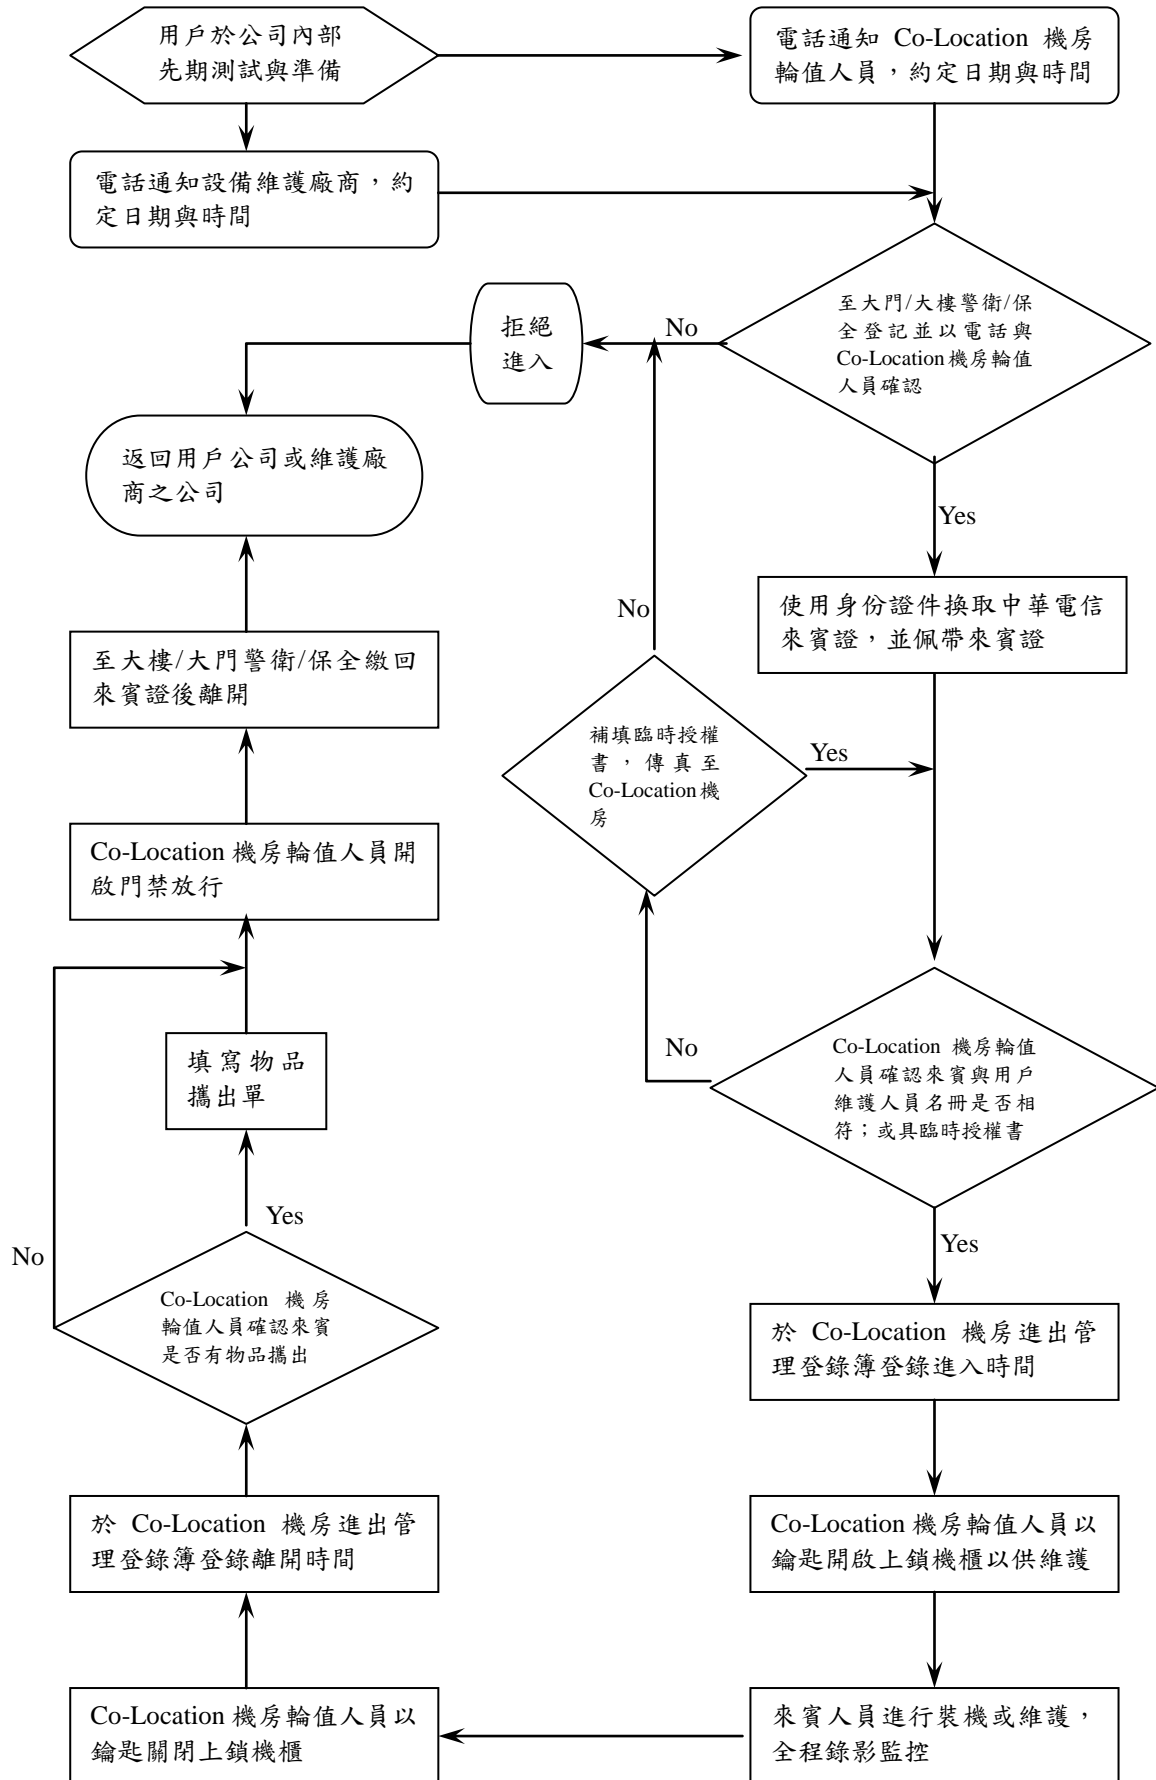 用戶於公司內部
先期測試與準備
電話通知 Co-Location 機房
輪值人員，約定日期與時間
電話通知設備維護廠商，約
定日期與時間
至大門/大樓警衛/保
全登記並以電話與
Co-Location機房輪值
人員確認
No
拒絕
進入
返回用戶公司或維護廠
商之公司
Yes
使用身份證件換取中華電信
來賓證，並佩帶來賓證
No
至大樓/大門警衛/保全繳回
來賓證後離開
補填臨時授權
書，傳真至
Co-Location機
房
Yes
Co-Location 機房輪值人員開
啟門禁放行
No
Co-Location 機房輪值
人員確認來賓與用戶
維護人員名冊是否相
符；或具臨時授權書
填寫物品
攜出單
Yes
Yes
No
Co-Location 機房
輪值人員確認來賓
是否有物品攜出
於 Co-Location 機房進出管
理登錄簿登錄進入時間
於 Co-Location 機房進出管
理登錄簿登錄離開時間
Co-Location 機房輪值人員以
鑰匙開啟上鎖機櫃以供維護
Co-Location 機房輪值人員以
鑰匙關閉上鎖機櫃
來賓人員進行裝機或維護，
全程錄影監控